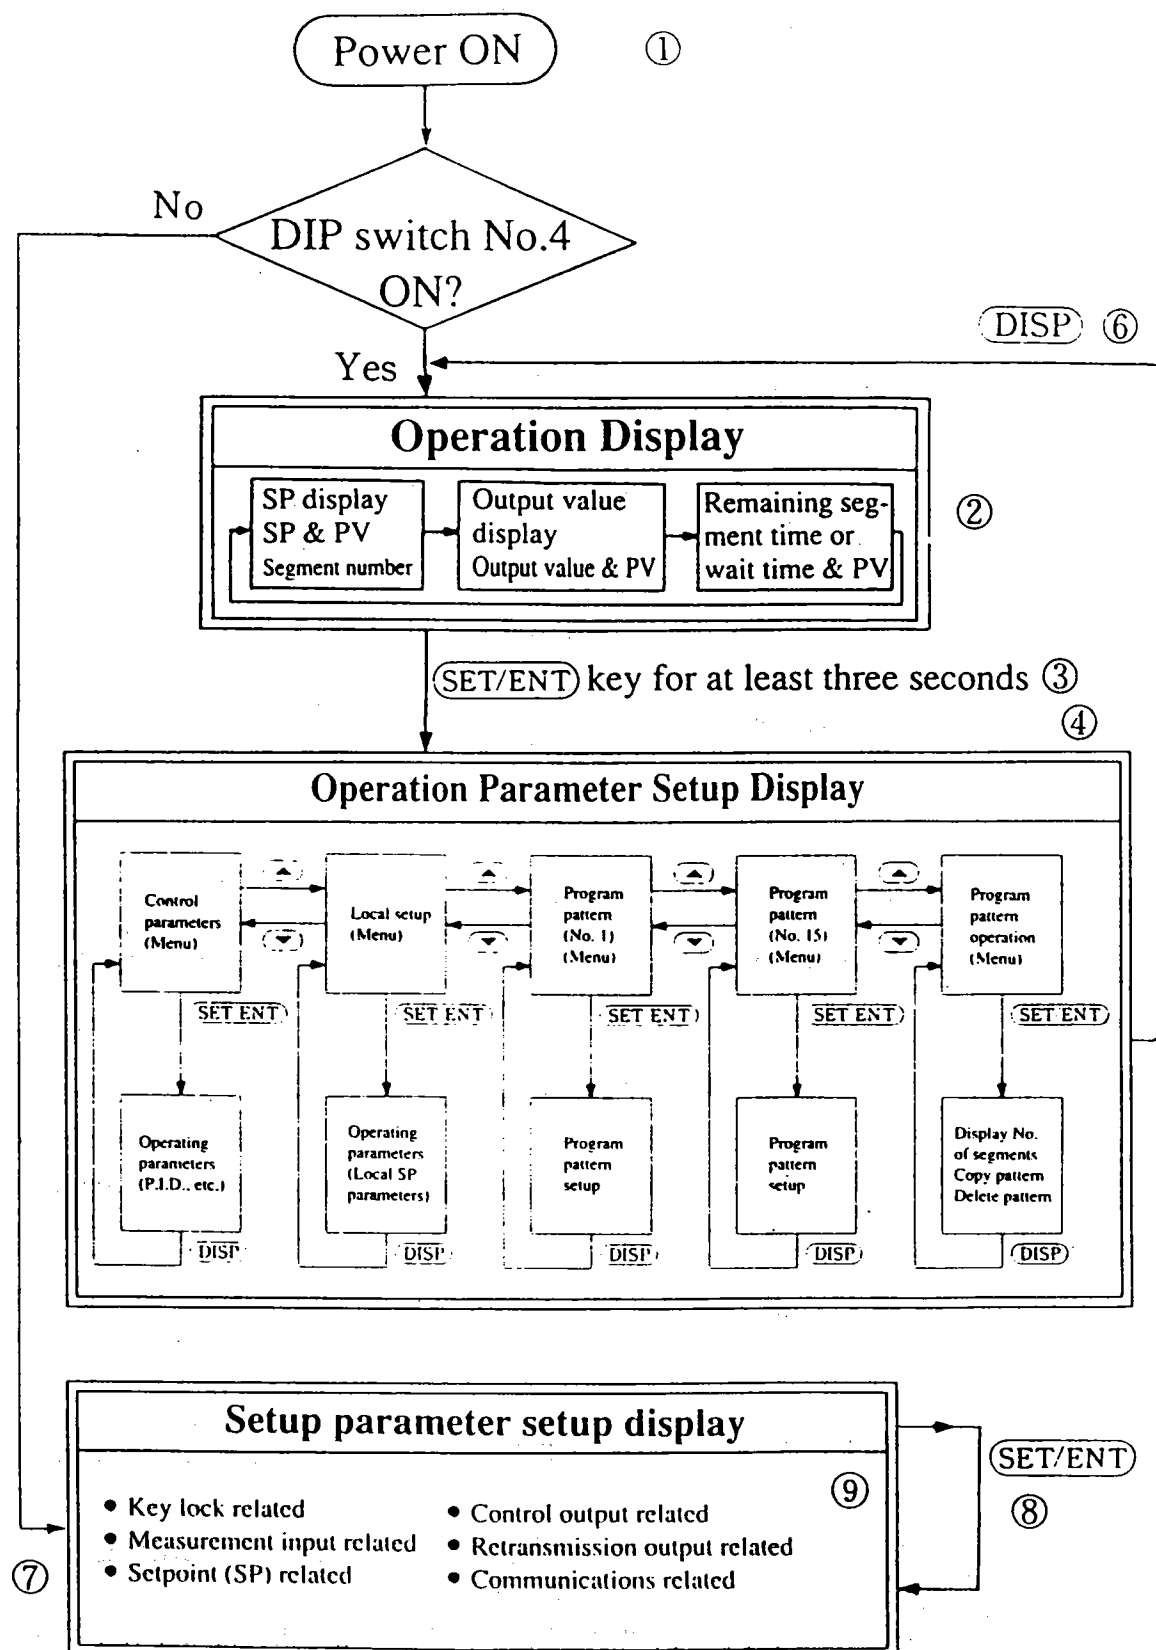 Power ON ①
No
DIP switch No.4
ON?
DISP ⑥
Yes
Operation Display
SP display
SP & PV
Segment number
Output value
display
Output value & PV
Remaining seg-
ment time or
wait time & PV
②
SET/ENT key for at least three seconds ③
④
Operation Parameter Setup Display
Control
parameters
(Menu)
Local setup
(Menu)
Program
pattern
(No. 1)
(Menu)
Program
pattern
(No. 15)
(Menu)
Program
pattern
operation
(Menu)
SET ENT
SET ENT
SET ENT
SET ENT
SET ENT
Operating
parameters
(P.I.D., etc.)
Operating
parameters
(Local SP
parameters)
Program
pattern
setup
Program
pattern
setup
Display No.
of segments
Copy pattern
Delete pattern
DISP
DISP
DISP
DISP
DISP
Setup parameter setup display
⑨
• Key lock related
• Measurement input related
• Setpoint (SP) related
• Control output related
• Retransmission output related
• Communications related
SET/ENT
⑧
⑦